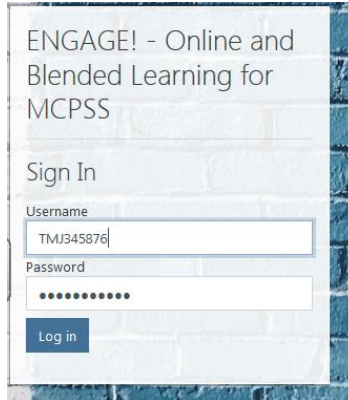 ENGAGE! - Online and
Blended Learning for
MCPSS
Sign In
Username
TMJ345876
Password
•••••••••••
Log in